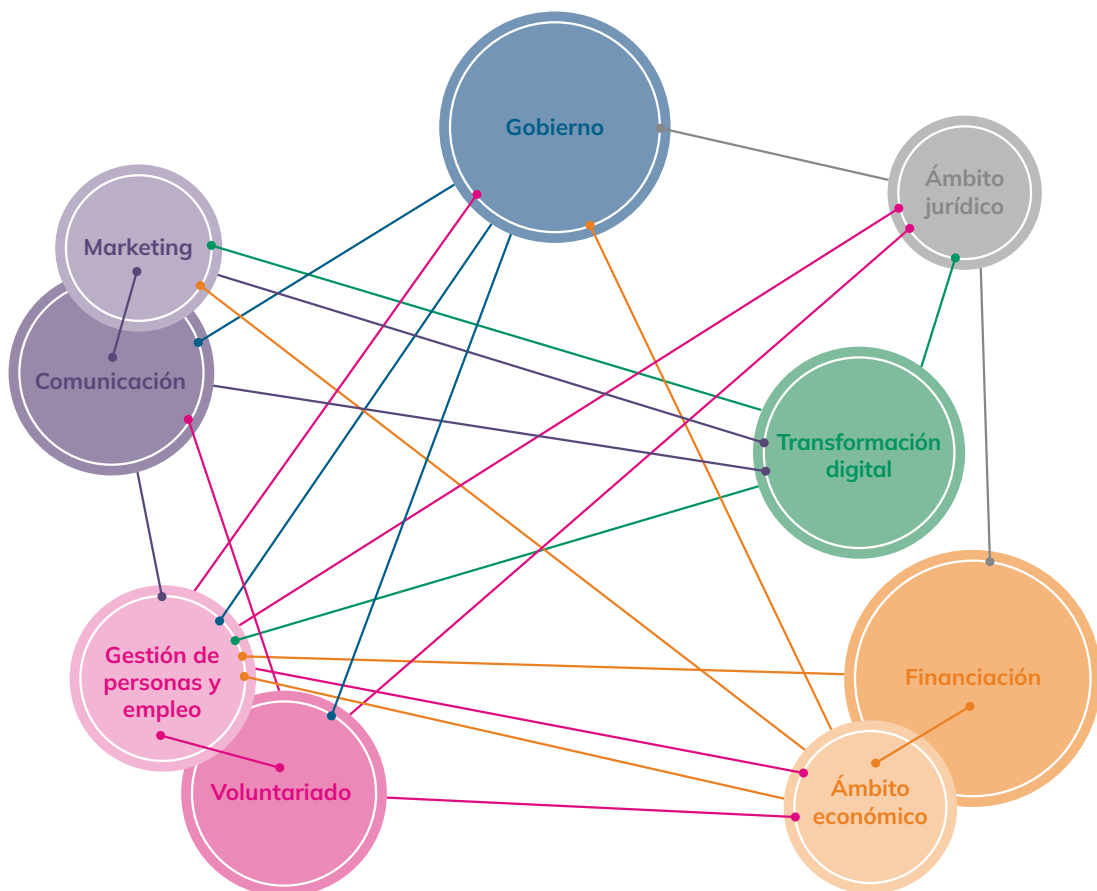 Gobierno
Ámbito
jurídico
Marketing
Comunicación
Transformación
digital
Gestión de
personas y
empleo
Financiación
Voluntariado
Ámbito
económico